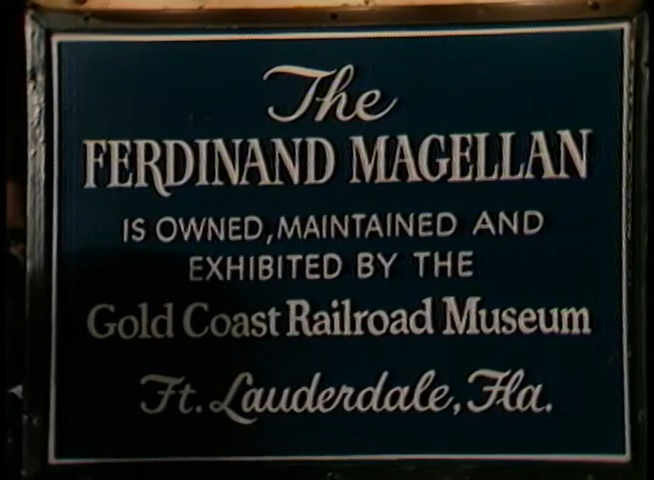 The
FERDINAND MAGELLAN
IS OWNED, MAINTAINED AND
EXHIBITED BY THE
Gold Coast Railroad Museum
Ft. Lauderdale, Fla.